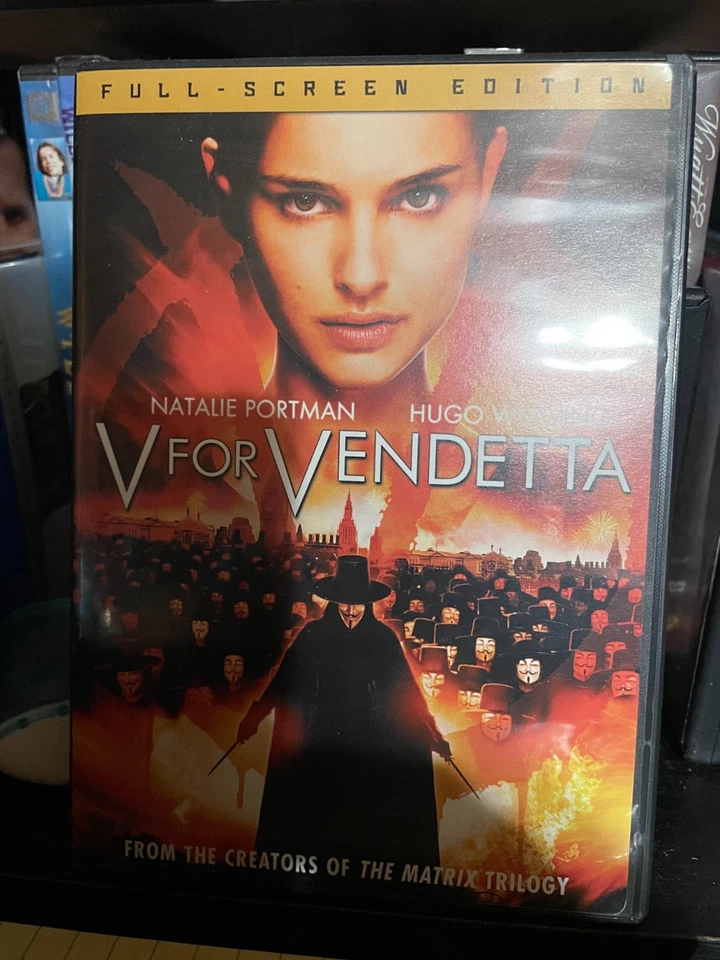 FULL-SCREEN EDITION
NATALIE PORTMAN HUGO
V FOR VENDETTA
FROM THE CREATORS OF THE MATRIX TRILOGY